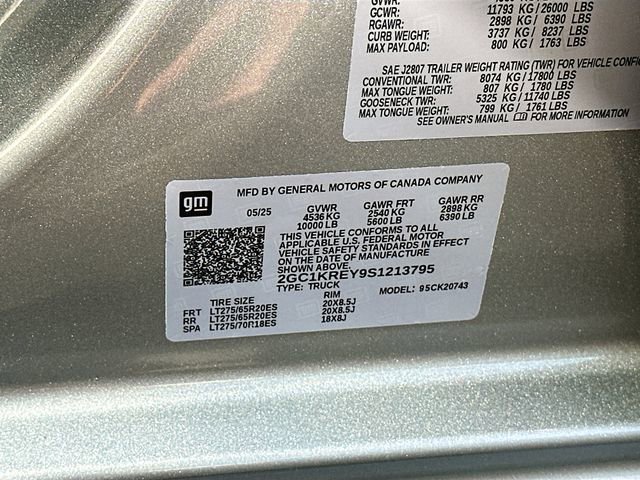 GCWR: 11793 KG/26000 LBS
RGAWR: 2898 KG / 6390 LBS
CURB WEIGHT: 3737 KG / 8237 LBS
MAX PAYLOAD: 800 KG / 1763 LBS
SAE J2807 TRAILER WEIGHT RATING (TWR) FOR VEHICLE
CONVENTIONAL TWR: 8074 KG / 17800 LBS
MAX TONGUE WEIGHT: 807 KG / 1780 LBS
GOOSENECK TWR: 5325 KG / 11740 LBS
MAX TONGUE WEIGHT: 799 KG / 1761 LBS
SEE OWNER'S MANUAL FOR MORE INFORMATION
gm
MFD BY GENERAL MOTORS OF CANADA COMPANY
05/25 GVWR GAWR FRT GAWR RR
4536 KG 2540 KG 2898 KG
10000 LB 5600 LB 6390 LB
THIS VEHICLE CONFORMS TO ALL
APPLICABLE U.S. FEDERAL MOTOR
VEHICLE SAFETY STANDARDS IN EFFECT
ON THE DATE OF MANUFACTURE
SHOWN ABOVE.
2GC1KREY9S1213795
TYPE: TRUCK MODEL: 95CK20743
TIRE SIZE RIM
FRT LT275/65R20ES 20X8.5J
RR LT275/65R20ES 20X8.5J
SPA LT275/70R18ES 18X8J